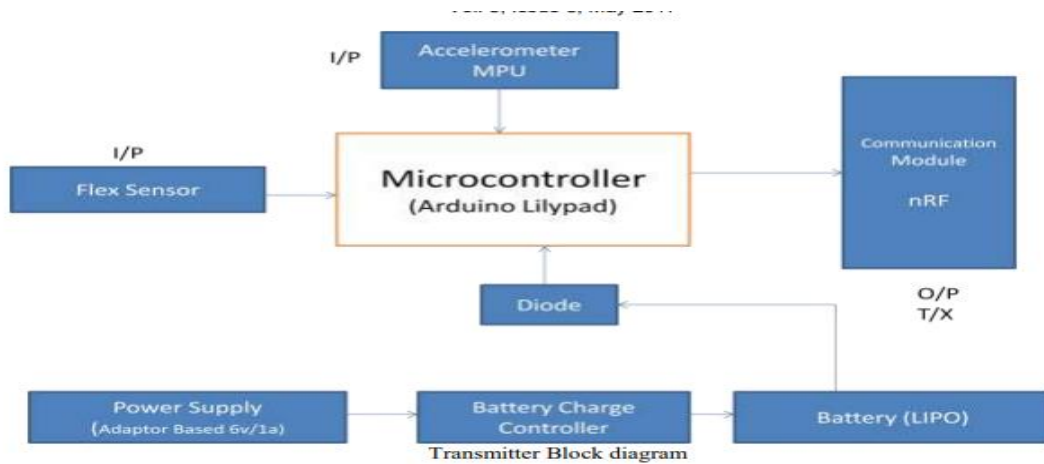 I/P
Accelerometer
MPU
I/P
Flex Sensor
Microcontroller
(Arduino Lilypad)
Communication
Module
nRF
O/P
T/X
Diode
Power Supply
(Adaptor Based 6v/1a)
Battery Charge
Controller
Battery (LIPO)
Transmitter Block diagram